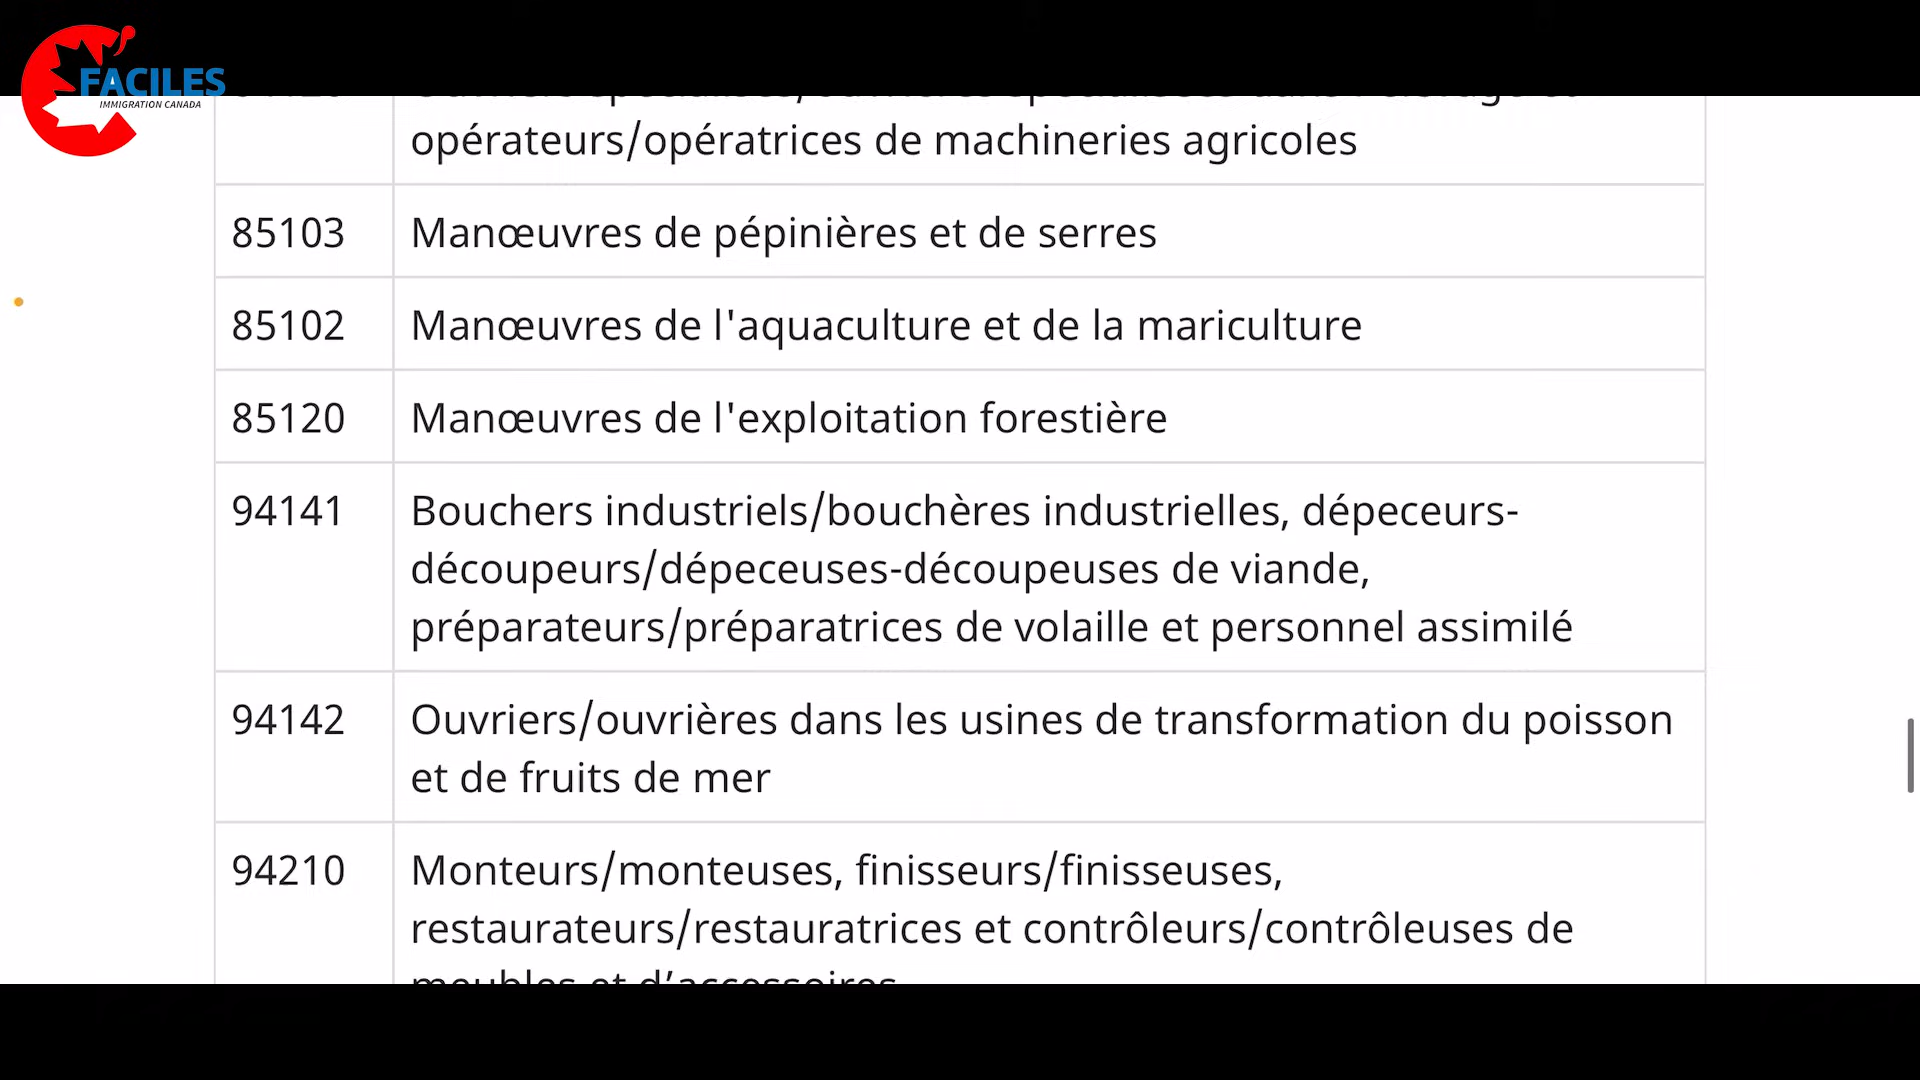 FACILES
IMMIGRATION CANADA
opérateurs/opératrices de machineries agricoles
85103 Manœuvres de pépinières et de serres
85102 Manœuvres de l'aquaculture et de la mariculture
85120 Manœuvres de l'exploitation forestière
94141 Bouchers industriels/bouchères industrielles, dépeceurs-
découpeurs/dépeceuses-découpeuses de viande,
préparateurs/préparatrices de volaille et personnel assimilé
94142 Ouvriers/ouvrières dans les usines de transformation du poisson
et de fruits de mer
94210 Monteurs/monteuses, finisseurs/finisseuses,
restaurateurs/restauratrices et contrôleurs/contrôleuses de
meubles et d’accessoires